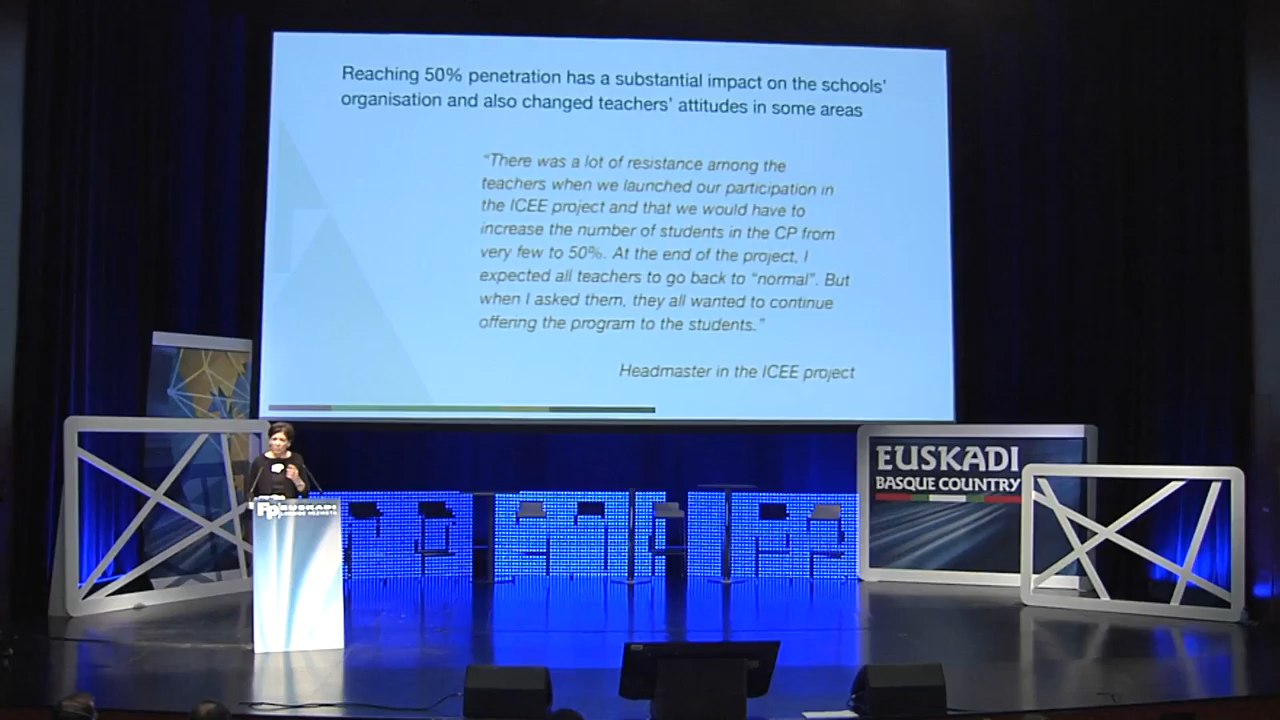 Reaching 50% penetration has a substantial impact on the schools'
organisation and also changed teachers' attitudes in some areas
“There was a lot of resistance among the
teachers when we launched our participation in
the ICEE project and that we would have to
increase the number of students in the CP from
very few to 50%. At the end of the project, I
expected all teachers to go back to “normal”. But
when I asked them, they all wanted to continue
offering the program to the students.”
Headmaster in the ICEE project
EUSKADI
BASQUE COUNTRY
Fp EUSKADI